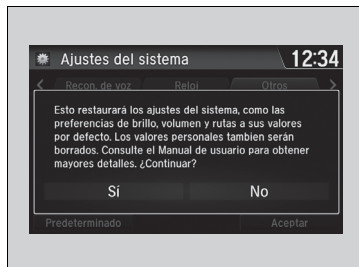 Ajustes del sistema
12:34
Recon. de voz
Reloj
Otros
Esto restaurará los ajustes del sistema, como las
preferencias de brillo, volumen y rutas a sus valores
por defecto. Los valores personales tambien serán
borrados. Consulte el Manual de usuario para obtener
mayores detalles. ¿Continuar?
Sí
No
Predeterminado
Aceptar